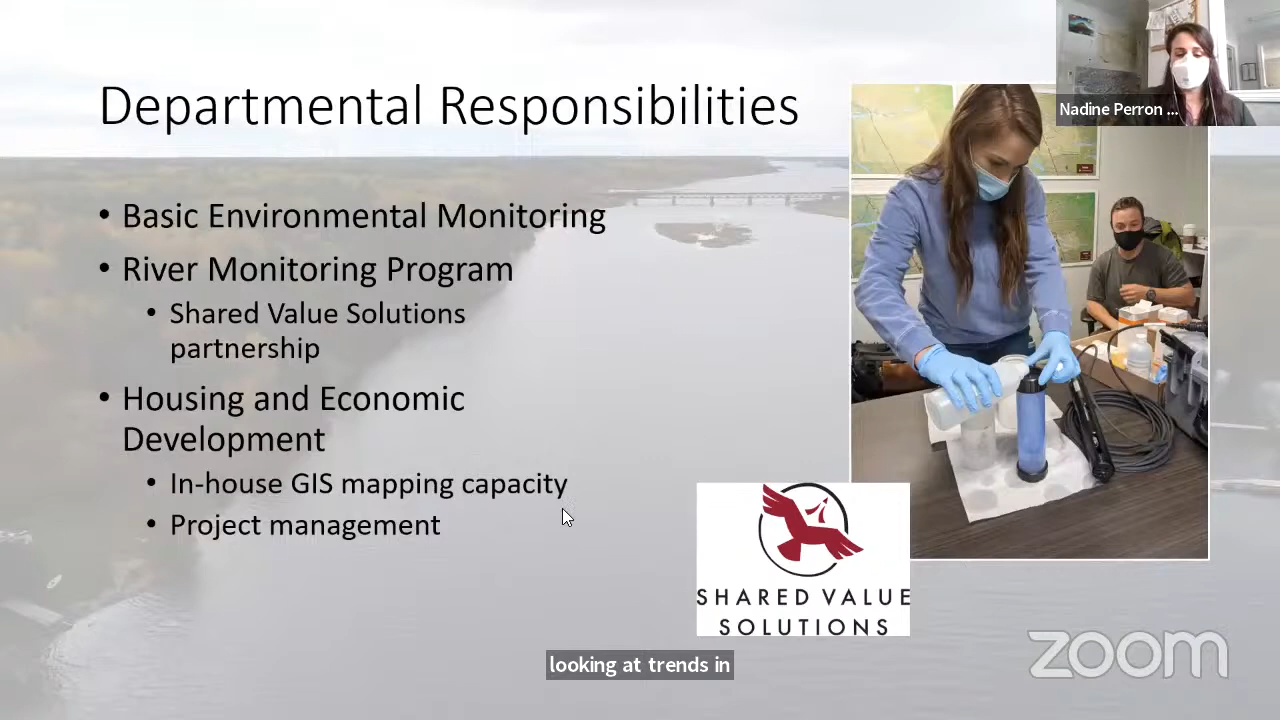 Departmental Responsibilities
Nadine Perron ...
• Basic Environmental Monitoring
• River Monitoring Program
• Shared Value Solutions
partnership
• Housing and Economic
Development
• In-house GIS mapping capacity
• Project management
SHARED VALUE
SOLUTIONS
looking at trends in
zoom